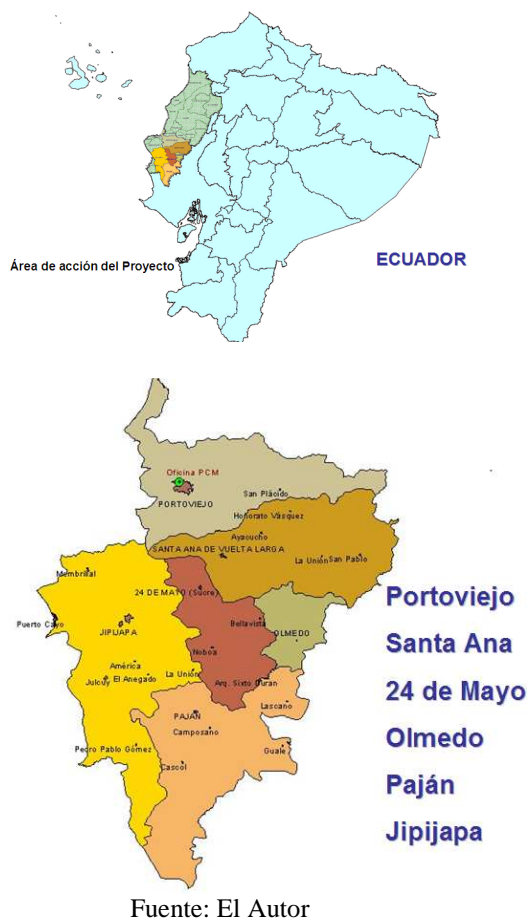 Área de acción del Proyecto
ECUADOR
Oficina PCM
PORTOVIEJO
San Plácido
Honorato Vásquez
Ayacucho
SANTA ANA DE VUELTA LARGA
La Unión
San Pablo
Membrillal
24 DE MAYO (Sucre)
Puerto Cayo
JIPIJAPA
Bellavista
OLMEDO
Noboa
América
La Unión
Julcuy
El Anegado
Arq. Sixto Duran
Lascano
PAJÁN
Camposano
Pedro Pablo Gómez
Guale
Cascol
Portoviejo
Santa Ana
24 de Mayo
Olmedo
Paján
Jipijapa
Fuente: El Autor